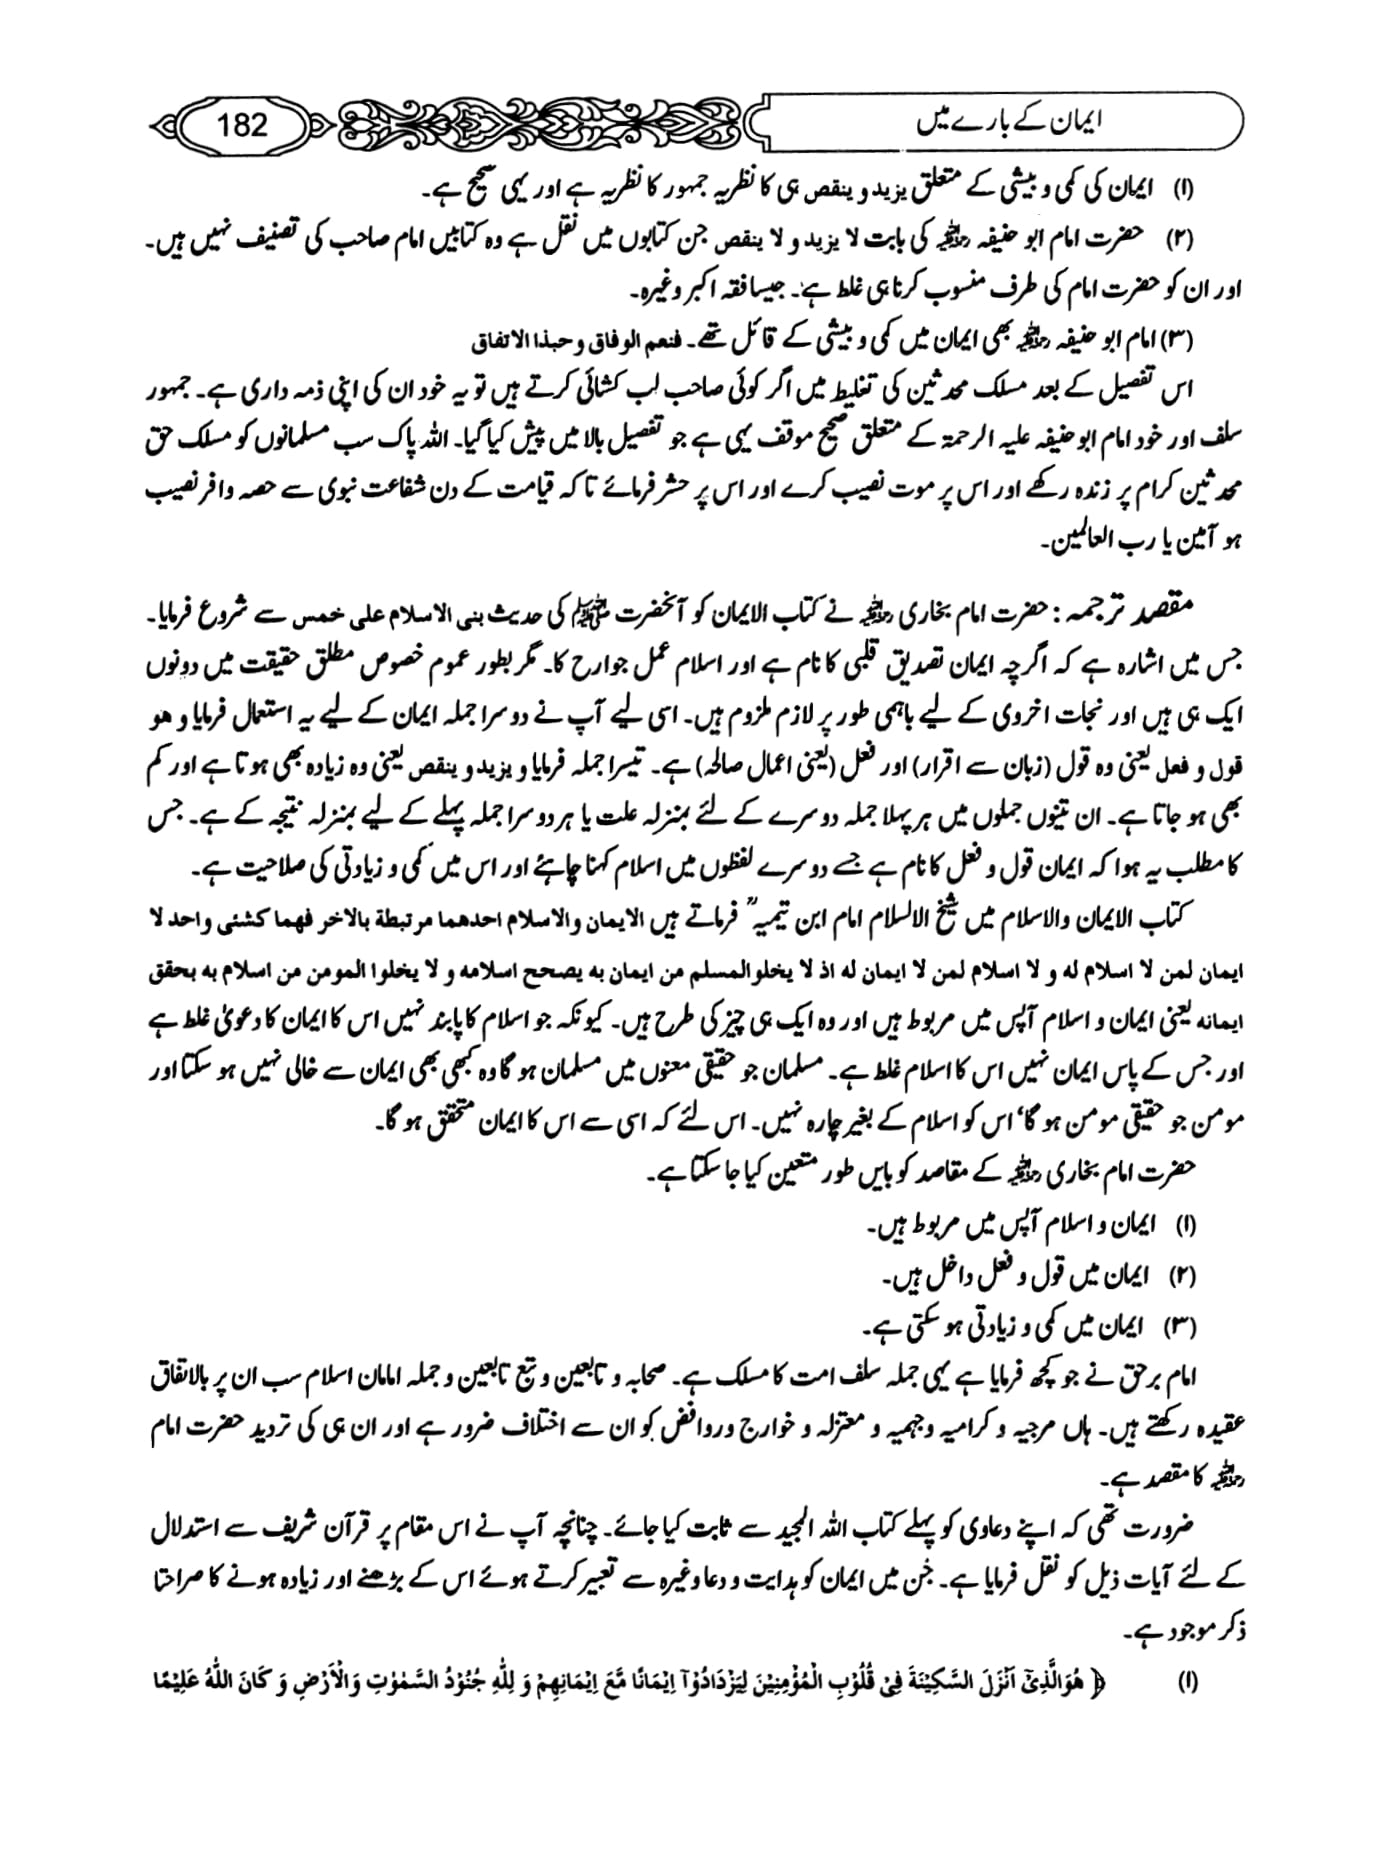 ایمان کے بارے میں 182
(۱) ایمان کی کمی و بیشی کے متعلق یزید و ینقص ہی کا نظریہ جمہور کا نظریہ ہے اور یہی صحیح ہے۔
(۲) حضرت امام ابو حنیفہ رحمۃ اللہ علیہ کی بابت لا یزید و لا ینقص جن کتابوں میں نقل ہے وہ کتابیں امام صاحب کی تصنیف نہیں ہیں۔
اور ان کو حضرت امام کی طرف منسوب کرنا ہی غلط ہے۔ جیسا فقہ اکبر وغیرہ۔
(۳) امام ابو حنیفہ رحمۃ اللہ علیہ بھی ایمان میں کمی و بیشی کے قائل تھے۔ فنعم الوفاق و حبذا الاتفاق
اس تفصیل کے بعد مسلک محدثین کی تغلیط میں اگر کوئی صاحب لب کشائی کرتے ہیں تو یہ خود ان کی اپنی ذمہ داری ہے۔ جمہور
سلف اور خود امام ابو حنیفہ علیہ الرحمۃ کے متعلق صحیح موقف یہی ہے جو تفصیل بالا میں پیش کیا گیا۔ اللہ پاک سب مسلمانوں کو مسلک حق
محدثین کرام پر زندہ رکھے اور اس پر موت نصیب کرے اور اس پر حشر فرمائے تاکہ قیامت کے دن شفاعت نبوی سے حصہ وافر نصیب
ہو آمین یا رب العالمین۔
مقصد ترجمہ : حضرت امام بخاری رحمۃ اللہ علیہ نے کتاب الایمان کو آنحضرت ﷺ کی حدیث بنی الاسلام علی خمس سے شروع فرمایا۔
جس میں اشارہ ہے کہ اگرچہ ایمان تصدیق قلبی کا نام ہے اور اسلام عمل جوارح کا۔ مگر بطور عموم خصوص مطلق حقیقت میں دونوں
ایک ہی ہیں اور نجات اخروی کے لیے باہمی طور پر لازم ملزوم ہیں۔ اسی لیے آپ نے دوسرا جملہ ایمان کے لیے یہ استعمال فرمایا و ھو
قول و فعل یعنی وہ قول (زبان سے اقرار) اور فعل (یعنی اعمال صالحہ) ہے۔ تیسرا جملہ فرمایا و یزید و ینقص یعنی وہ زیادہ بھی ہوتا ہے اور کم
بھی ہو جاتا ہے۔ ان تینوں جملوں میں ہر پہلا جملہ دوسرے کے لئے بمنزلہ علت یا ہر دوسرا جملہ پہلے کے لیے بمنزلہ نتیجہ کے ہے۔ جس
کا مطلب یہ ہوا کہ ایمان قول و فعل کا نام ہے جسے دوسرے لفظوں میں اسلام کہنا چاہئے اور اس میں کمی و زیادتی کی صلاحیت ہے۔
کتاب الایمان والاسلام میں شیخ الاسلام امام ابن تیمیہؒ فرماتے ہیں الایمان والاسلام احدھما مرتبطۃ بالاخر فھما کشئی واحد لا
ایمان لمن لا اسلام لہ و لا اسلام لمن لا ایمان لہ اذ لا یخلو المسلم من ایمان بہ یصحح اسلامہ و لا یخلوا المومن من اسلام بہ بحقق
ایمانہ یعنی ایمان و اسلام آپس میں مربوط ہیں اور وہ ایک ہی چیز کی طرح ہیں۔ کیونکہ جو اسلام کا پابند نہیں اس کا ایمان کا دعویٰ غلط ہے
اور جس کے پاس ایمان نہیں اس کا اسلام غلط ہے۔ مسلمان جو حقیقی معنوں میں مسلمان ہو گا وہ کبھی بھی ایمان سے خالی نہیں ہو سکتا اور
مومن جو حقیقی مومن ہو گا‘ اس کو اسلام کے بغیر چارہ نہیں۔ اس لئے کہ اسی سے اس کا ایمان متحقق ہو گا۔
حضرت امام بخاری رحمۃ اللہ علیہ کے مقاصد کو بایں طور متعین کیا جا سکتا ہے۔
(۱) ایمان و اسلام آپس میں مربوط ہیں۔
(۲) ایمان میں قول و فعل داخل ہیں۔
(۳) ایمان میں کمی و زیادتی ہو سکتی ہے۔
امام برحق نے جو کچھ فرمایا ہے یہی جملہ سلف امت کا مسلک ہے۔ صحابہ و تابعین و تبع تابعین و جملہ امامان اسلام سب ان پر بالاتفاق
عقیدہ رکھتے ہیں۔ ہاں مرجیہ و کرامیہ و جہمیہ و معتزلہ و خوارج و روافض کو ان سے اختلاف ضرور ہے اور ان ہی کی تردید حضرت امام
رحمۃ اللہ علیہ کا مقصد ہے۔
ضرورت تھی کہ اپنے دعاوی کو پہلے کتاب اللہ المجید سے ثابت کیا جائے۔ چنانچہ آپ نے اس مقام پر قرآن شریف سے استدلال
کے لئے آیات ذیل کو نقل فرمایا ہے۔ جن میں ایمان کو ہدایت و دعا وغیرہ سے تعبیر کرتے ہوئے اس کے بڑھنے اور زیادہ ہونے کا صراحتا
ذکر موجود ہے۔
(۱) ﴿ هُوَالَّذِیْ اَنْزَلَ السَّكِیْنَةَ فِیْ قُلُوْبِ الْمُؤْمِنِیْنَ لِیَزْدَادُوْآ اِیْمَانًا مَّعَ اِیْمَانِهِمْ وَ لِلّٰهِ جُنُوْدُ السَّمٰوٰتِ وَالْاَرْضِ وَ كَانَ اللّٰهُ عَلِیْمًا